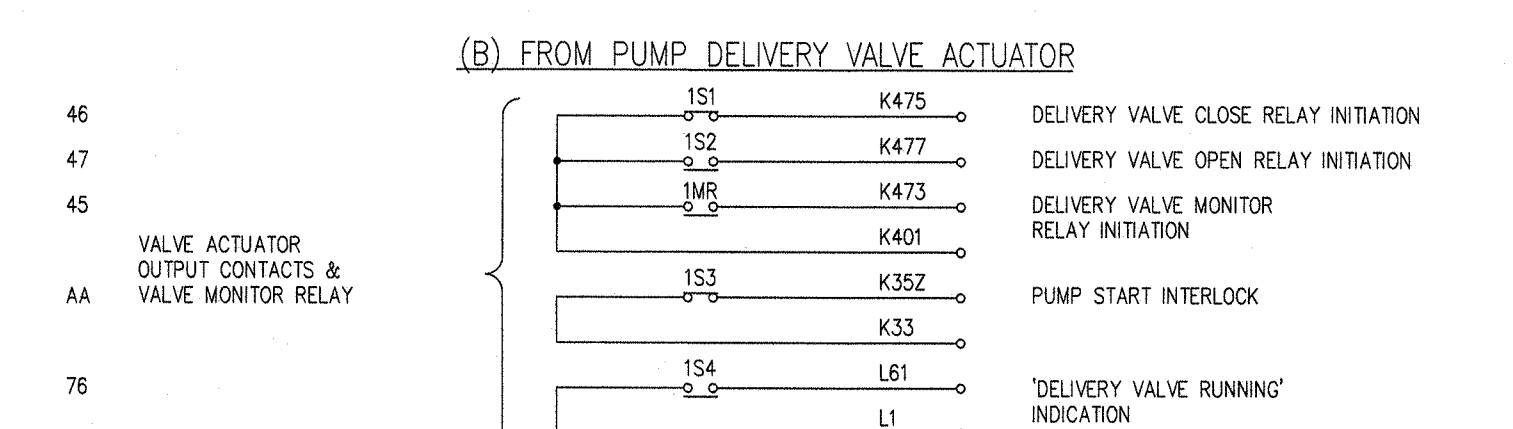 (B) FROM PUMP DELIVERY VALVE ACTUATOR
46 1S1 K475 DELIVERY VALVE CLOSE RELAY INITIATION
47 1S2 K477 DELIVERY VALVE OPEN RELAY INITIATION
45 1MR K473 DELIVERY VALVE MONITOR
RELAY INITIATION
K401
VALVE ACTUATOR
OUTPUT CONTACTS &
AA VALVE MONITOR RELAY 1S3 K35Z PUMP START INTERLOCK
K33
76 1S4 L61 'DELIVERY VALVE RUNNING'
INDICATION
L1